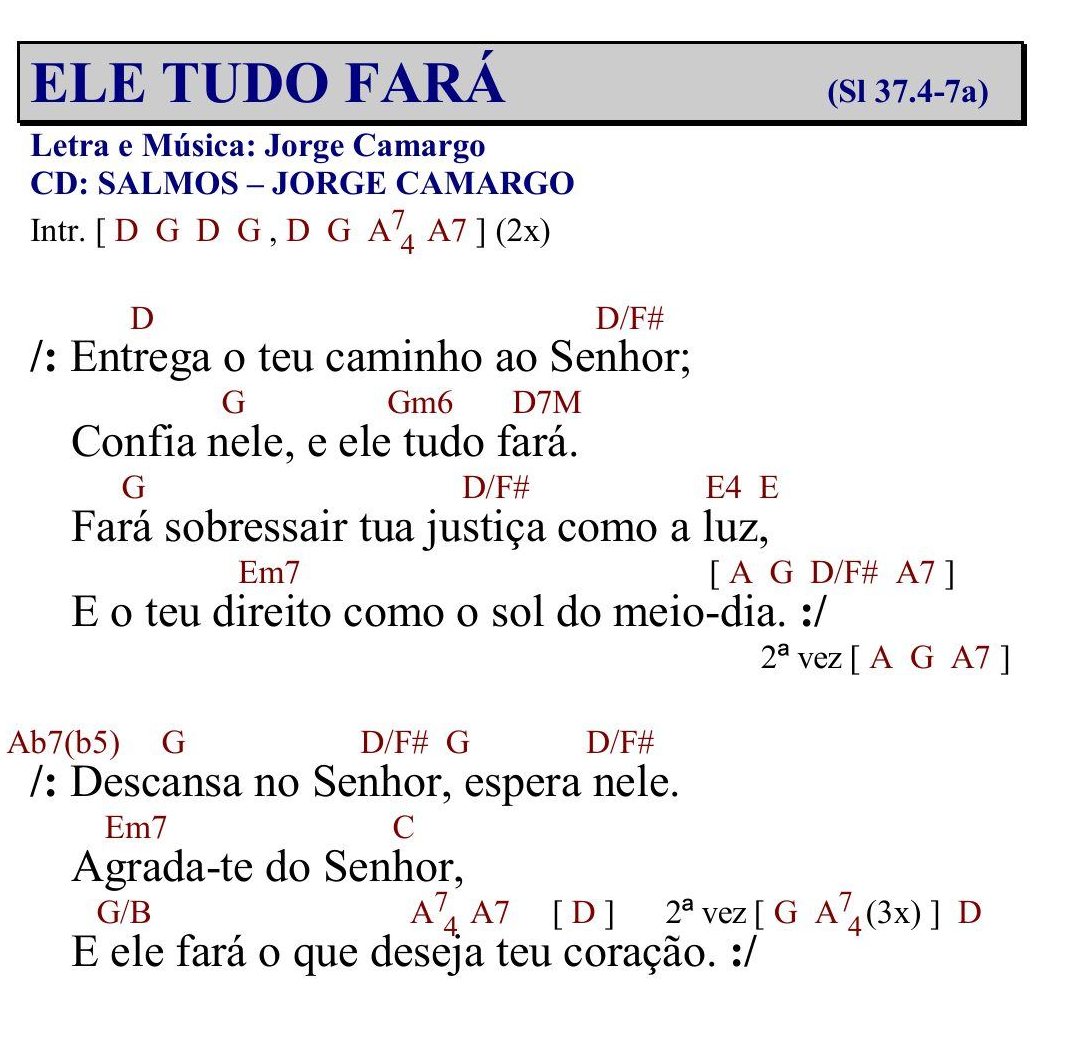 ELE TUDO FARÁ (Sl 37.4-7a)
Letra e Música: Jorge Camargo
CD: SALMOS – JORGE CAMARGO
Intr. [ D G D G , D G A7/4 A7 ] (2x)
D D/F#
/: Entrega o teu caminho ao Senhor;
G Gm6 D7M
Confia nele, e ele tudo fará.
G D/F# E4 E
Fará sobressair tua justiça como a luz,
Em7 [ A G D/F# A7 ]
E o teu direito como o sol do meio-dia. :/
2ª vez [ A G A7 ]
Ab7(b5) G D/F# G D/F#
/: Descansa no Senhor, espera nele.
Em7 C
Agrada-te do Senhor,
G/B A7/4 A7 [ D ] 2ª vez [ G A7/4 (3x) ] D
E ele fará o que deseja teu coração. :/